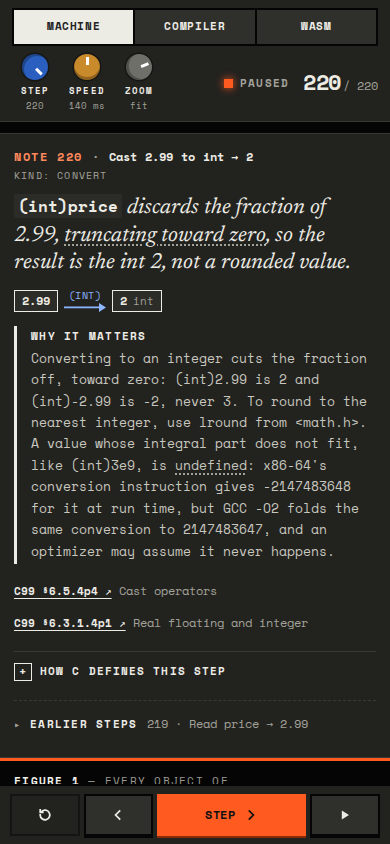 MACHINE COMPILER WASM
STEP SPEED ZOOM
220 140 ms fit
PAUSED 220 / 220
NOTE 220 · Cast 2.99 to int → 2
KIND: CONVERT
(int)price discards the fraction of
2.99, truncating toward zero, so the
result is the int 2, not a rounded value.
2.99 (INT) 2 int
WHY IT MATTERS
Converting to an integer cuts the fraction
off, toward zero: (int)2.99 is 2 and
(int)-2.99 is -2, never 3. To round to the
nearest integer, use lround from <math.h>.
A value whose integral part does not fit,
like (int)3e9, is undefined: x86-64's
conversion instruction gives -2147483648
for it at run time, but GCC -O2 folds the
same conversion to 2147483647, and an
optimizer may assume it never happens.
C99 §6.5.4p4 ↗ Cast operators
C99 §6.3.1.4p1 ↗ Real floating and integer
+ HOW C DEFINES THIS STEP
▸ EARLIER STEPS 219 · Read price → 2.99
FIGURE 1 — EVERY OBJECT OF
STEP